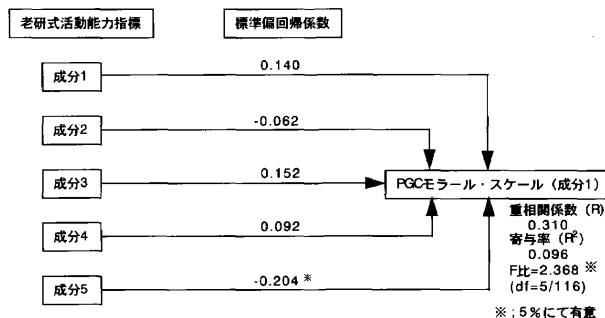 老研式活動能力指標
標準偏回帰係数
成分1
0.140
成分2
-0.062
成分3
0.152
PGCモラール・スケール（成分1）
成分4
0.092
成分5
-0.204 ※
重相関係数（R）
0.310
寄与率（R²）
0.096
F比=2.368 ※
(df=5/116)
※；5％にて有意